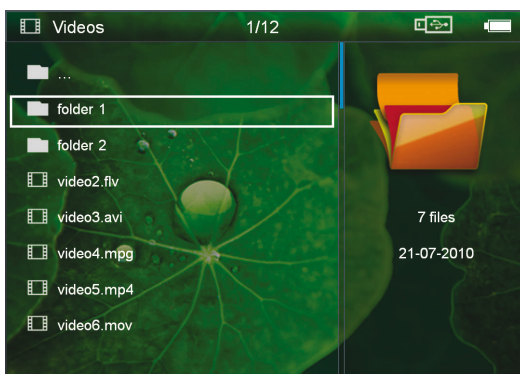 Videos 1/12
...
folder 1
folder 2
video2.flv
video3.avi
video4.mpg
video5.mp4
video6.mov
7 files
21-07-2010